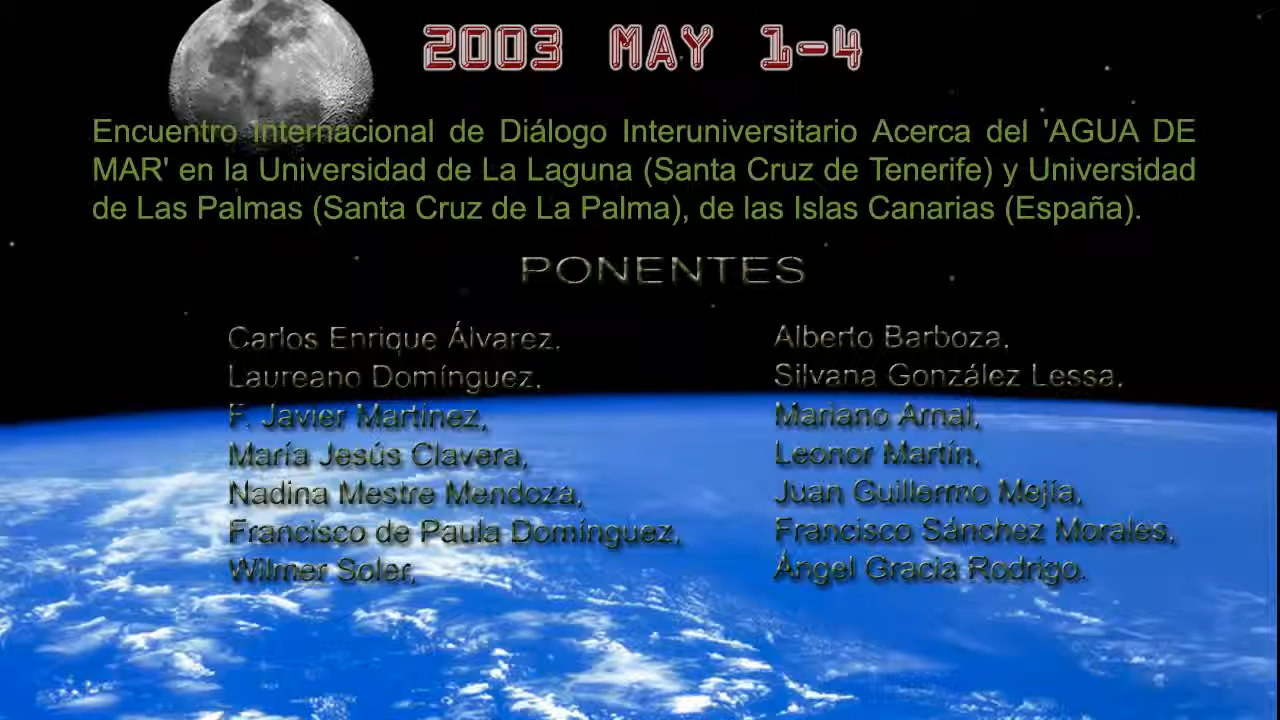 2003 MAY 1-4
Encuentro Internacional de Diálogo Interuniversitario Acerca del 'AGUA DE
MAR' en la Universidad de La Laguna (Santa Cruz de Tenerife) y Universidad
de Las Palmas (Santa Cruz de La Palma), de las Islas Canarias (España).
PONENTES
Carlos Enrique Álvarez.
Laureano Domínguez.
F. Javier Martínez,
María Jesús Clavera,
Nadina Mestre Mendoza,
Francisco de Paula Domínguez,
Wilmer Soler,
Alberto Barboza,
Silvana González Lessa,
Mariano Arnal,
Leonor Martín,
Juan Guillermo Mejía,
Francisco Sánchez Morales,
Ángel Gracia Rodrigo.